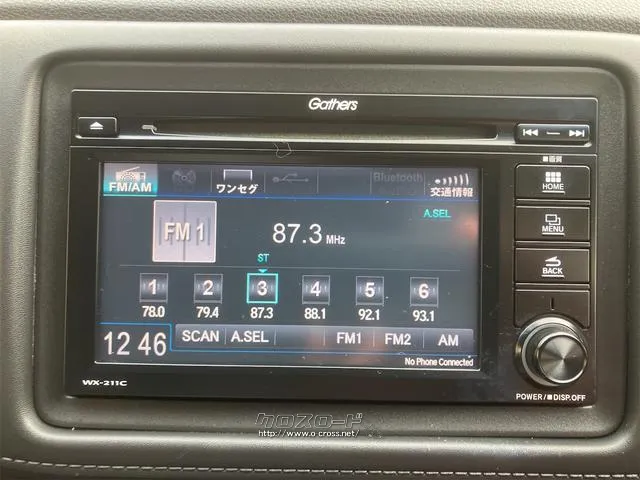 Gathers
FM/AM
ワンセグ
Bluetooth
交通情報
A.SEL
FM 1
87.3 MHz
ST
1 2 3 4 5 6
78.0 79.4 87.3 88.1 92.1 93.1
12 46
SCAN A.SEL FM1 FM2 AM
No Phone Connected
画質
HOME
MENU
BACK
POWER/ DISP.OFF
WX-211C
クロスロード
http://www.o-cross.net/